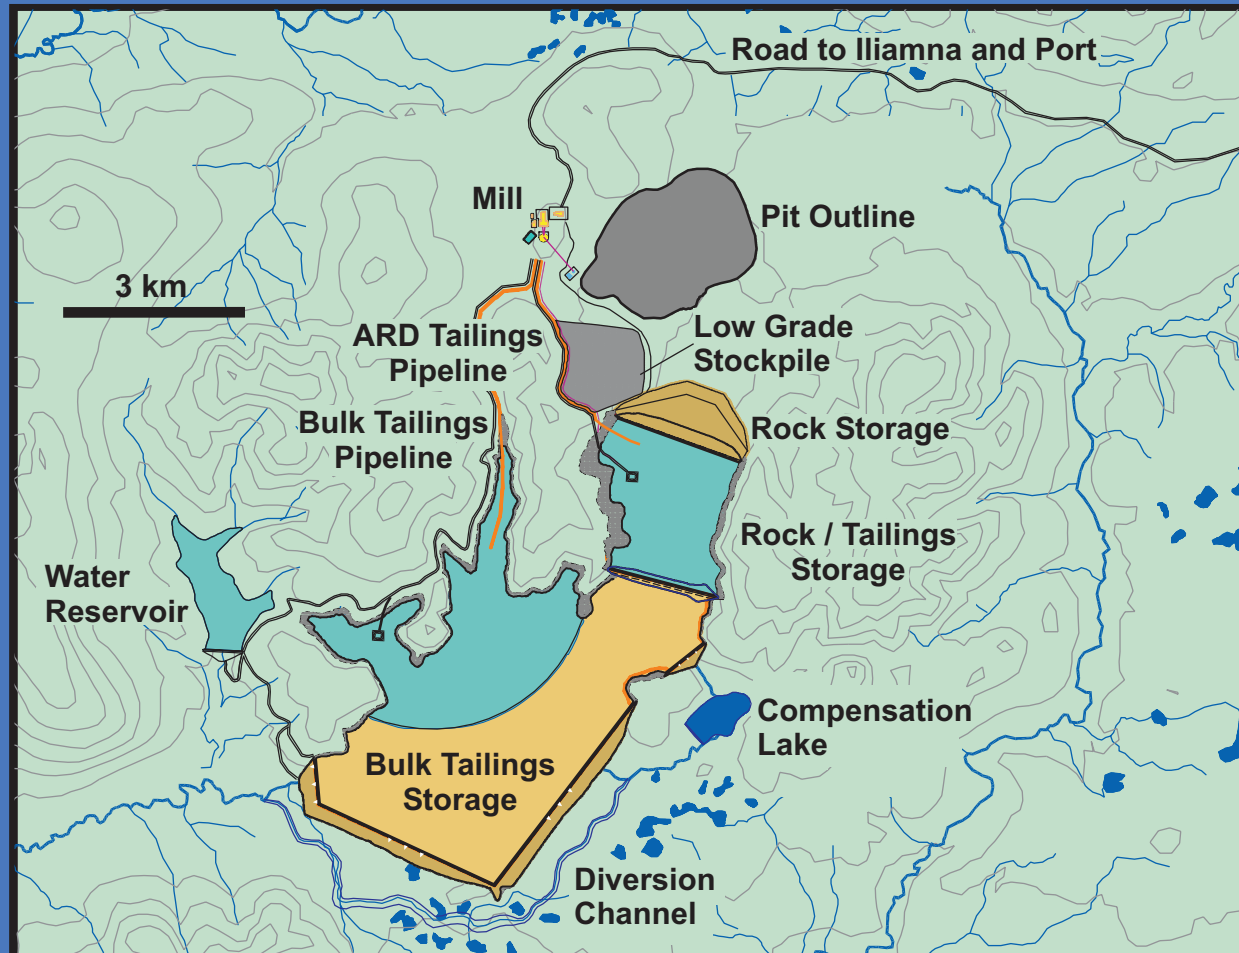 Road to Iliamna and Port
Mill
Pit Outline
3 km
ARD Tailings
Pipeline
Low Grade
Stockpile
Bulk Tailings
Pipeline
Rock Storage
Rock / Tailings
Storage
Water
Reservoir
Compensation
Lake
Bulk Tailings
Storage
Diversion
Channel